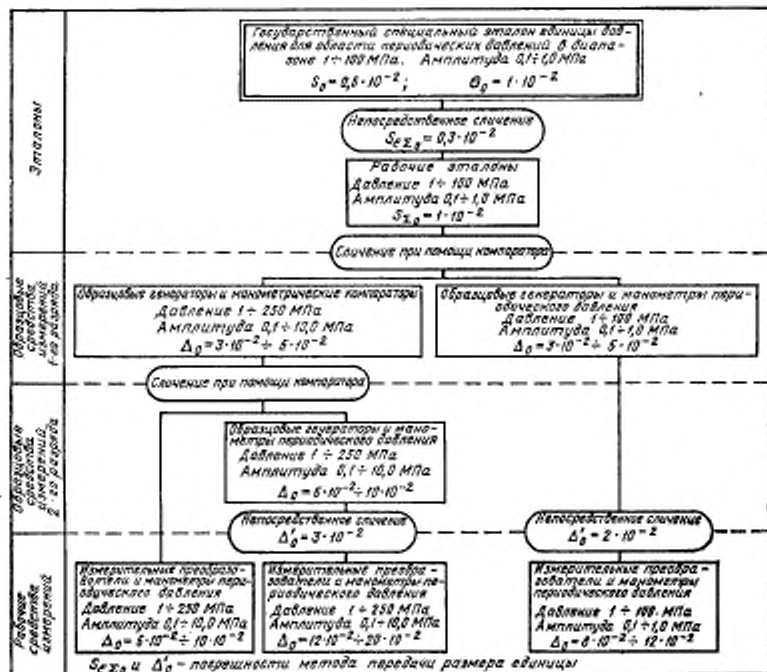 Государственный специальный эталон единицы дав-
ления для области периодических давлений в диапа-
зоне 1÷100 МПа. Амплитуда 0,1÷1,0 МПа
S₀=0,5·10⁻²; Θ₀=1·10⁻²
Эталоны
Непосредственное сличение
=0,3·10⁻²
Рабочие эталоны
Давление 1÷100 МПа
Амплитуда 0,1÷1,0 МПа
S_Σ₀=1·10⁻²
Сличение при помощи компаратора
Образцовые
средства
измерений
1-го разряда
Образцовые генераторы и манометрические компараторы
Давление 1÷250 МПа
Амплитуда 0,1÷10,0 МПа
Δ₀=3·10⁻²÷5·10⁻²
Образцовые генераторы и манометры пери-
одического давления
Давление 1÷100 МПа
Амплитуда 0,1÷1,0 МПа
Δ₀=3·10⁻²÷5·10⁻²
Сличение при помощи компаратора
Образцовые
средства
измерений
2-го разряда
Образцовые генераторы и мано-
метры периодического давления
Давление 1÷250 МПа
Амплитуда 0,1÷10,0 МПа
Δ₀=6·10⁻²÷10·10⁻²
Непосредственное сличение
Δ'₀=3·10⁻²
Непосредственное сличение
Δ'₀=2·10⁻²
Рабочие
средства
измерений
Измерительные преобразо-
ватели и манометры пери-
одического давления
Давление 1÷250 МПа
Амплитуда 0,1÷10,0 МПа
Δ₀=6·10⁻²÷10·10⁻²
Измерительные преобра-
зователи и манометры пе-
риодического давления
Давление 1÷250 МПа
Амплитуда 0,1÷10,0 МПа
Δ₀=12·10⁻²÷20·10⁻²
Измерительные преобра-
зователи и манометры
периодического давления
Давление 1÷100 МПа
Амплитуда 0,1÷1,0 МПа
Δ₀=8·10⁻²÷12·10⁻²
и Δ'₀ – погрешности метода передачи размера единицы